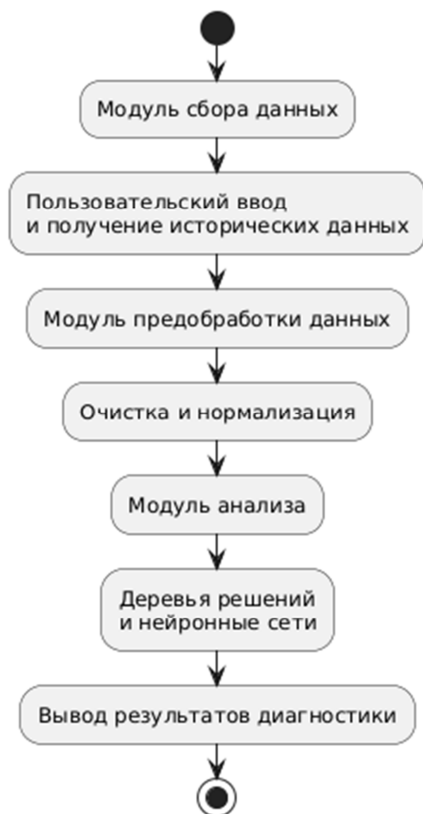 Модуль сбора данных
Пользовательский ввод
и получение исторических данных
Модуль предобработки данных
Очистка и нормализация
Модуль анализа
Деревья решений
и нейронные сети
Вывод результатов диагностики